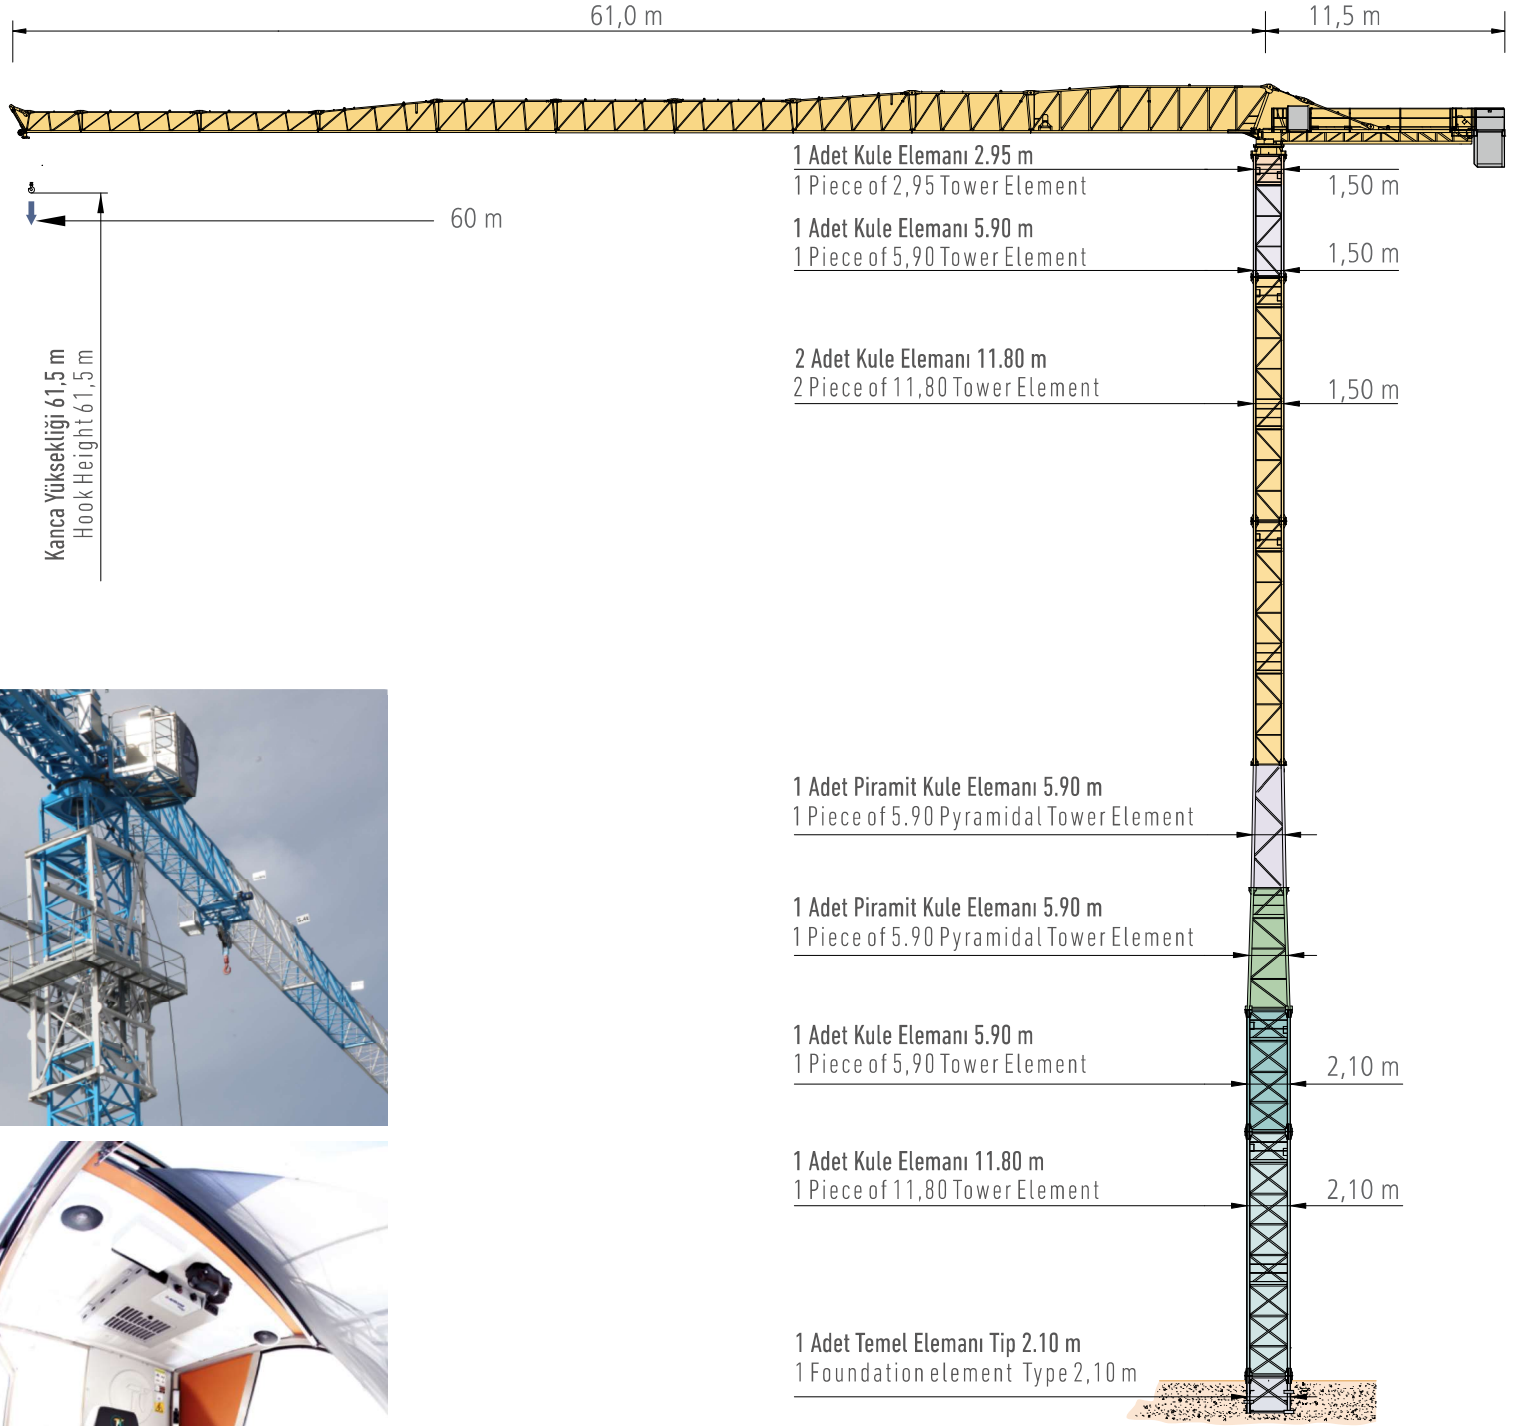 61,0 m
11,5 m
1 Adet Kule Elemanı 2.95 m
1 Piece of 2,95 Tower Element
1,50 m
60 m
1 Adet Kule Elemanı 5.90 m
1 Piece of 5,90 Tower Element
1,50 m
Kanca Yüksekliği 61,5 m
Hook Height 61,5 m
2 Adet Kule Elemanı 11.80 m
2 Piece of 11,80 Tower Element
1,50 m
1 Adet Piramit Kule Elemanı 5.90 m
1 Piece of 5.90 Pyramidal Tower Element
1 Adet Piramit Kule Elemanı 5.90 m
1 Piece of 5.90 Pyramidal Tower Element
1 Adet Kule Elemanı 5.90 m
1 Piece of 5,90 Tower Element
2,10 m
1 Adet Kule Elemanı 11.80 m
1 Piece of 11,80 Tower Element
2,10 m
1 Adet Temel Elemanı Tip 2.10 m
1 Foundation element Type 2,10 m